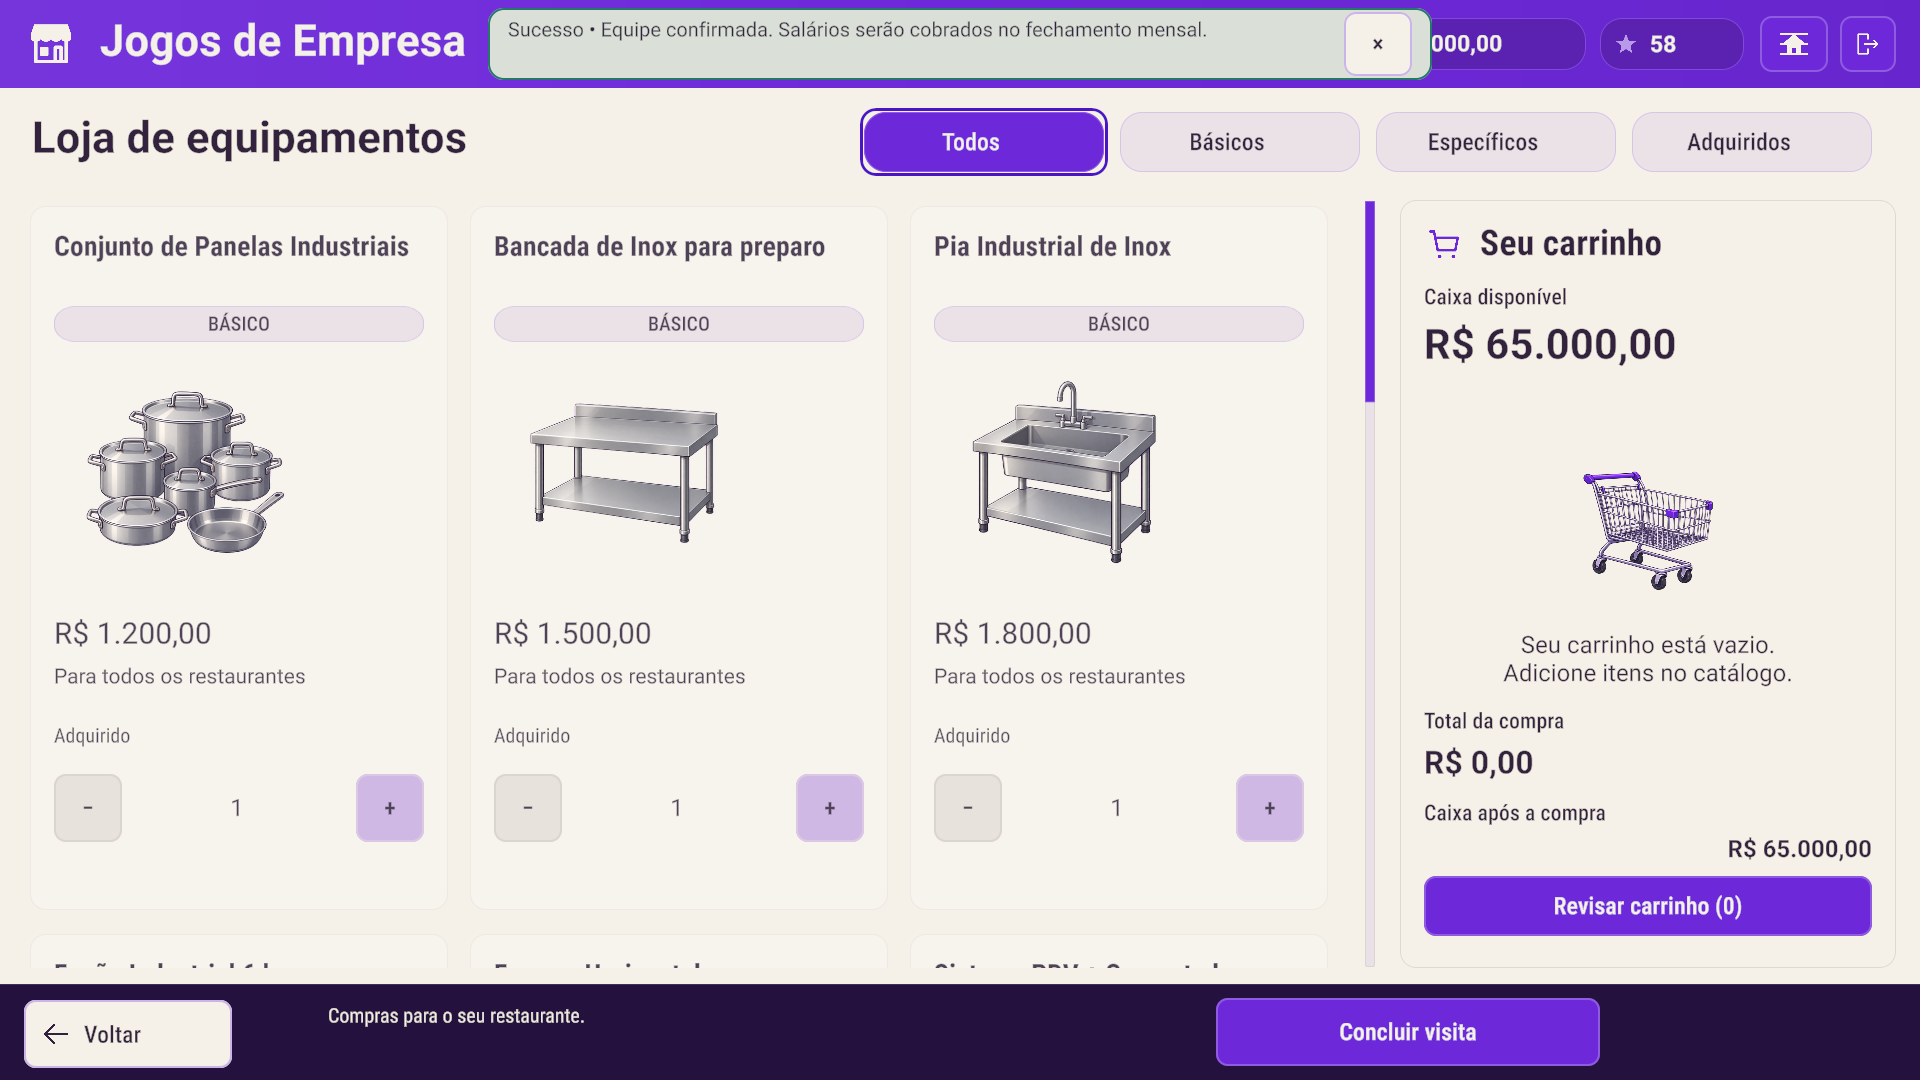 Jogos de Empresa
Sucesso • Equipe confirmada. Salários serão cobrados no fechamento mensal.
×
000,00
58
Loja de equipamentos
Todos
Básicos
Específicos
Adquiridos
Conjunto de Panelas Industriais
BÁSICO
R$ 1.200,00
Para todos os restaurantes
Adquirido
-
1
+
Bancada de Inox para preparo
BÁSICO
R$ 1.500,00
Para todos os restaurantes
Adquirido
-
1
+
Pia Industrial de Inox
BÁSICO
R$ 1.800,00
Para todos os restaurantes
Adquirido
-
1
+
Seu carrinho
Caixa disponível
R$ 65.000,00
Seu carrinho está vazio.
Adicione itens no catálogo.
Total da compra
R$ 0,00
Caixa após a compra
R$ 65.000,00
Revisar carrinho (0)
Voltar
Compras para o seu restaurante.
Concluir visita